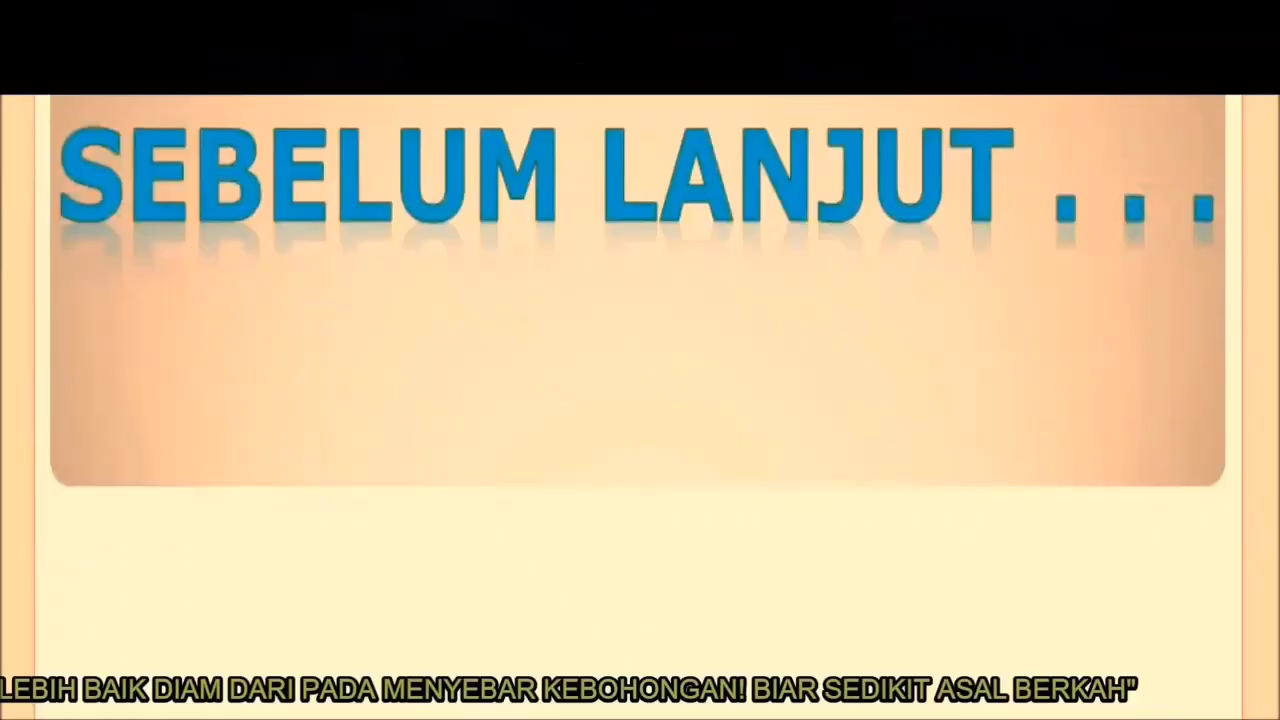 SEBELUM LANJUT . . .
LEBIH BAIK DIAM DARI PADA MENYEBAR KEBOHONGAN! BIAR SEDIKIT ASAL BERKAH"